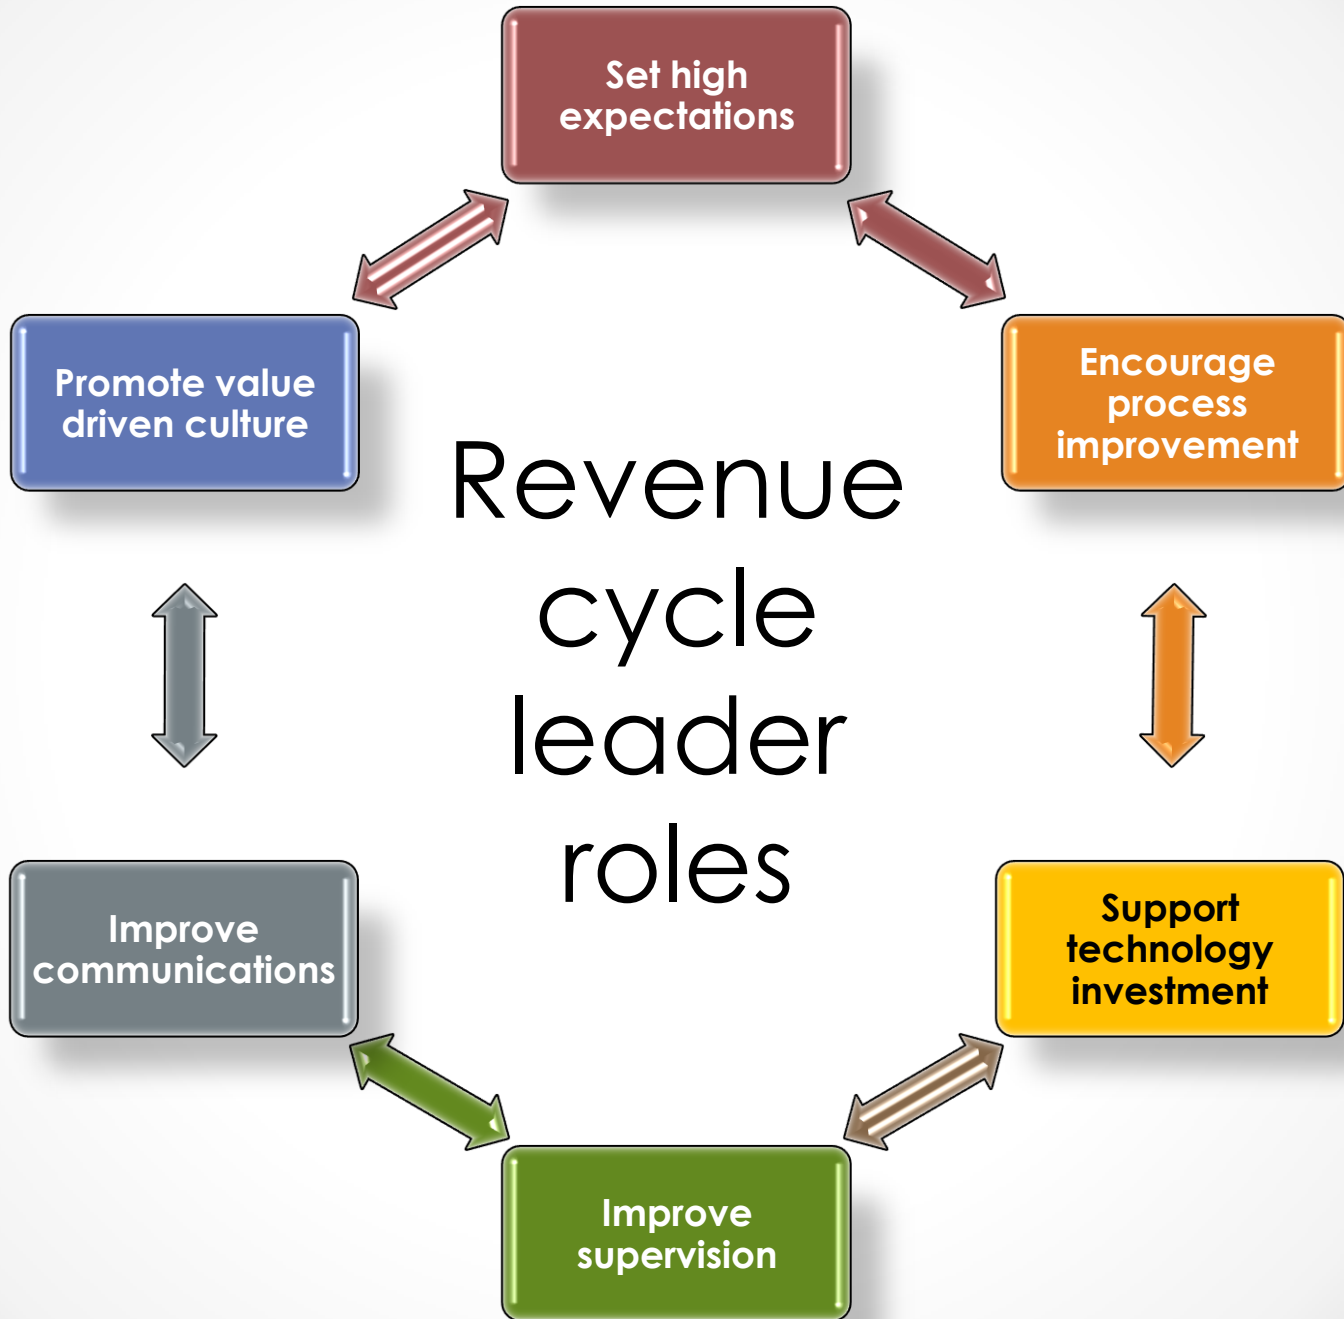 Set high
expectations
Promote value
driven culture
Encourage
process
improvement
Revenue
cycle
leader
roles
Improve
communications
Support
technology
investment
Improve
supervision